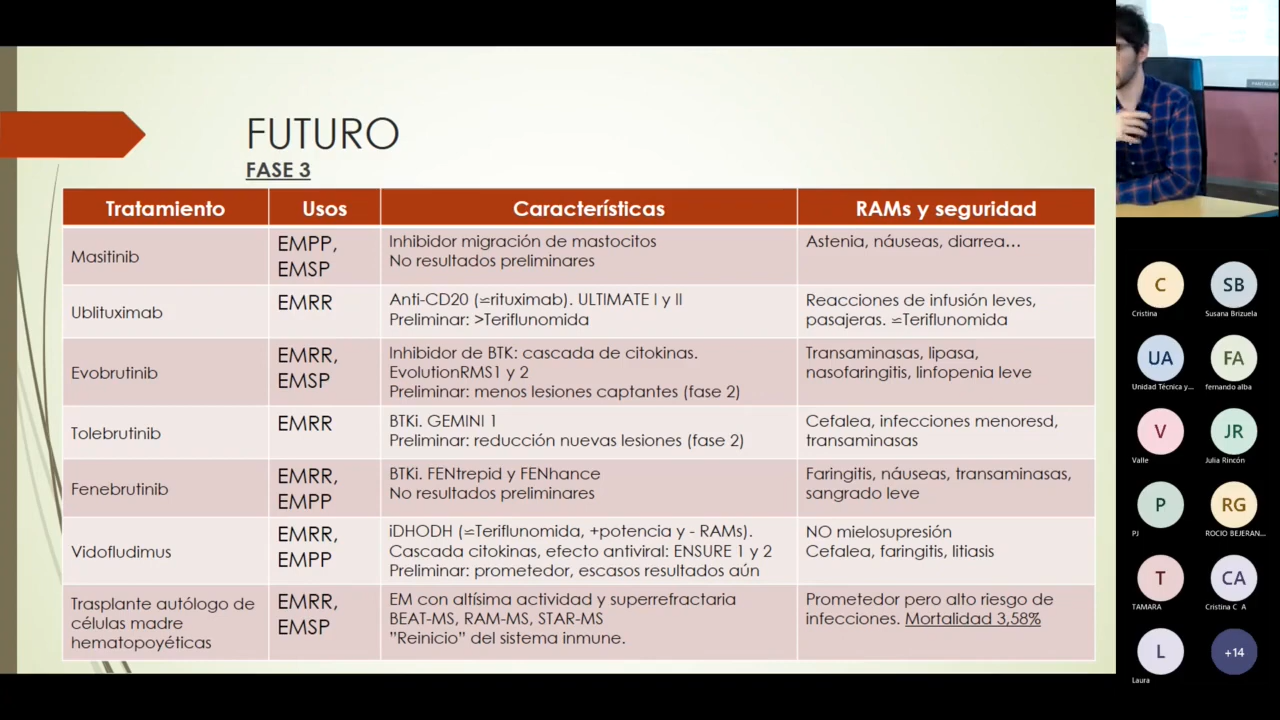 FUTURO
FASE 3
Tratamiento
Usos
Características
RAMs y seguridad
Masitinib
EMPP,
EMSP
Inhibidor migración de mastocitos
No resultados preliminares
Astenia, náuseas, diarrea…
Ublituximab
EMRR
Anti-CD20 (≃rituximab). ULTIMATE I y II
Preliminar: >Teriflunomida
Reacciones de infusión leves,
pasajeras. ≃Teriflunomida
Evobrutinib
EMRR,
EMSP
Inhibidor de BTK: cascada de citokinas.
EvolutionRMS1 y 2
Preliminar: menos lesiones captantes (fase 2)
Transaminasas, lipasa,
nasofaringitis, linfopenia leve
Tolebrutinib
EMRR
BTKi. GEMINI 1
Preliminar: reducción nuevas lesiones (fase 2)
Cefalea, infecciones menoresd,
transaminasas
Fenebrutinib
EMRR,
EMPP
BTKi. FENtrepid y FENhance
No resultados preliminares
Faringitis, náuseas, transaminasas,
sangrado leve
Vidofludimus
EMRR,
EMPP
iDHODH (≃Teriflunomida, +potencia y - RAMs).
Cascada citokinas, efecto antiviral: ENSURE 1 y 2
Preliminar: prometedor, escasos resultados aún
NO mielosupresión
Cefalea, faringitis, litiasis
Trasplante autólogo de
células madre
hematopoyéticas
EMRR,
EMSP
EM con altísima actividad y superrefractaria
BEAT-MS, RAM-MS, STAR-MS
”Reinicio” del sistema inmune.
Prometedor pero alto riesgo de
infecciones. Mortalidad 3,58%
C
Cristina
SB
Susana Brizuela
UA
Unidad Técnica y...
FA
fernando alba
V
Valle
JR
Julia Rincón
P
PJ
RG
ROCIO BEJERAN...
T
TAMARA
CA
Cristina C A
L
Laura
+14